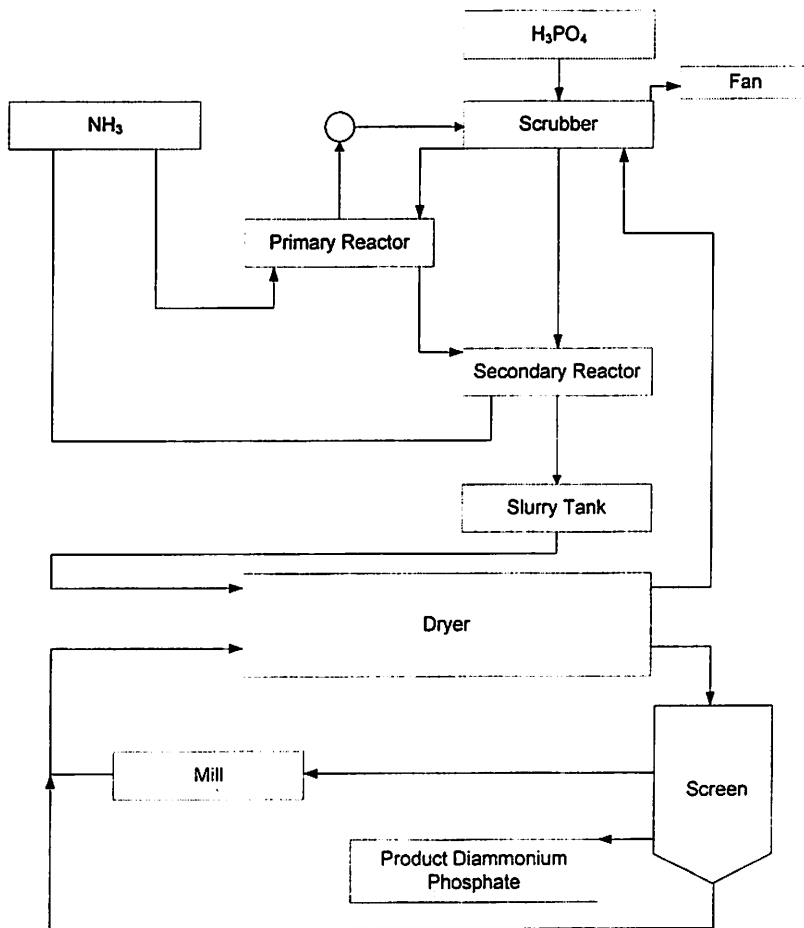 H₃PO₄
Fan
NH₃
Scrubber
Primary Reactor
Secondary Reactor
Slurry Tank
Dryer
Mill
Screen
Product Diammonium
Phosphate